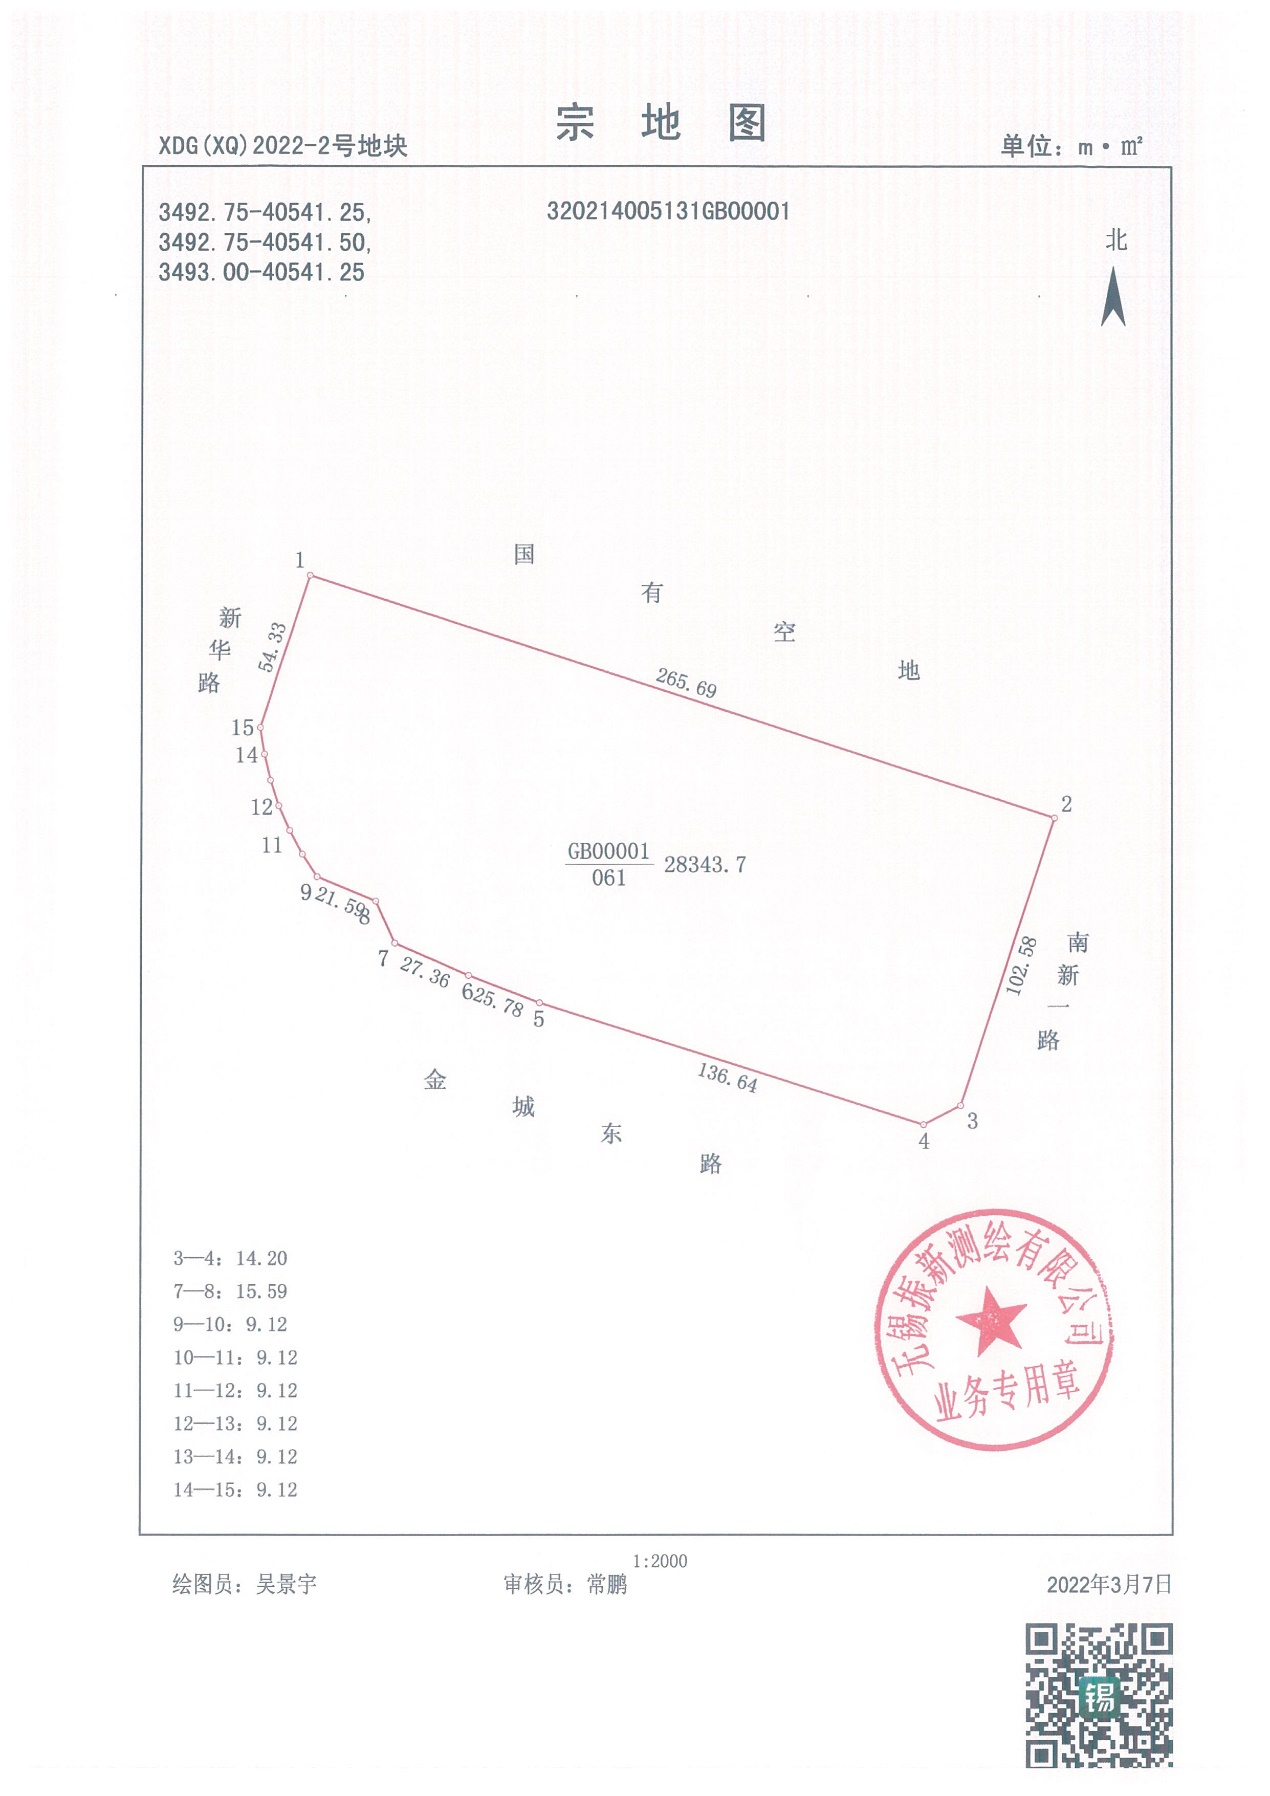 宗 地 图
XDG(XQ)2022-2号地块
单位：m·㎡
3492.75-40541.25,
3492.75-40541.50,
3493.00-40541.25
320214005131GB00001
北
国有空地
新华路
南新一路
金城东路
1
2
3
4
5
6
7
8
9
11
12
14
15
54.33
265.69
102.58
136.64
25.78
27.36
21.59
GB00001
061
28343.7
3—4：14.20
7—8：15.59
9—10：9.12
10—11：9.12
11—12：9.12
12—13：9.12
13—14：9.12
14—15：9.12
无锡振新测绘有限公司
业务专用章
1:2000
绘图员：吴景宇
审核员：常鹏
2022年3月7日
锡